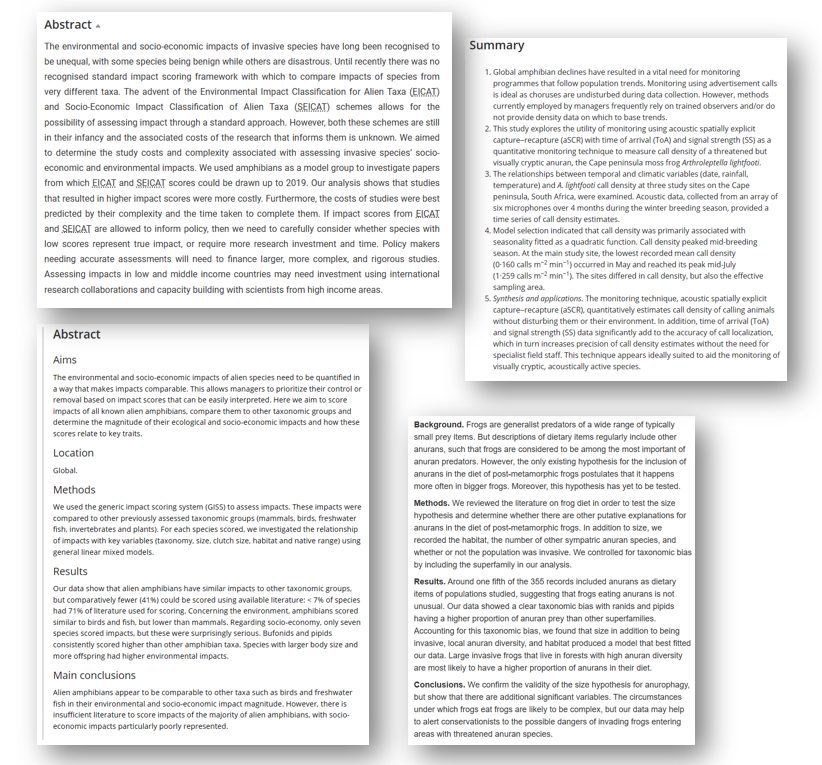 Abstract
The environmental and socio-economic impacts of invasive species have long been recognised to
be unequal, with some species being benign while others are disastrous. Until recently there was no
recognised standard impact scoring framework with which to compare impacts of species from
very different taxa. The advent of the Environmental Impact Classification for Alien Taxa (EICAT)
and Socio-Economic Impact Classification of Alien Taxa (SEICAT) schemes allows for the
possibility of assessing impact through a standard approach. However, both these schemes are still
in their infancy and the associated costs of the research that informs them is unknown. We aimed
to determine the study costs and complexity associated with assessing invasive species' socio-
economic and environmental impacts. We used amphibians as a model group to investigate papers
from which EICAT and SEICAT scores could be drawn up to 2019. Our analysis shows that studies
that resulted in higher impact scores were more costly. Furthermore, the costs of studies were best
predicted by their complexity and the time taken to complete them. If impact scores from EICAT
and SEICAT are allowed to inform policy, then we need to carefully consider whether species with
low scores represent true impact, or require more research investment and time. Policy makers
needing accurate assessments will need to finance larger, more complex, and rigorous studies.
Assessing impacts in low and middle income countries may need investment using international
research collaborations and capacity building with scientists from high income areas.
Summary
1. Global amphibian declines have resulted in a vital need for monitoring
programmes that follow population trends. Monitoring using advertisement calls
is ideal as choruses are undisturbed during data collection. However, methods
currently employed by managers frequently rely on trained observers and/or do
not provide density data on which to base trends.
2. This study explores the utility of monitoring using acoustic spatially explicit
capture–recapture (aSCR) with time of arrival (ToA) and signal strength (SS) as a
quantitative monitoring technique to measure call density of a threatened but
visually cryptic anuran, the Cape peninsula moss frog Arthroleptella lightfooti.
3. The relationships between temporal and climatic variables (date, rainfall,
temperature) and A. lightfooti call density at three study sites on the Cape
peninsula, South Africa, were examined. Acoustic data, collected from an array of
six microphones over 4 months during the winter breeding season, provided a
time series of call density estimates.
4. Model selection indicated that call density was primarily associated with
seasonality fitted as a quadratic function. Call density peaked mid-breeding
season. At the main study site, the lowest recorded mean call density
(0·160 calls m⁻² min⁻¹) occurred in May and reached its peak mid-July
(1·259 calls m⁻² min⁻¹). The sites differed in call density, but also the effective
sampling area.
5. Synthesis and applications. The monitoring technique, acoustic spatially explicit
capture–recapture (aSCR), quantitatively estimates call density of calling animals
without disturbing them or their environment. In addition, time of arrival (ToA)
and signal strength (SS) data significantly add to the accuracy of call localization,
which in turn increases precision of call density estimates without the need for
specialist field staff. This technique appears ideally suited to aid the monitoring of
visually cryptic, acoustically active species.
Abstract
Aims
The environmental and socio-economic impacts of alien species need to be quantified in
a way that makes impacts comparable. This allows managers to prioritize their control or
removal based on impact scores that can be easily interpreted. Here we aim to score
impacts of all known alien amphibians, compare them to other taxonomic groups and
determine the magnitude of their ecological and socio-economic impacts and how these
scores relate to key traits.
Location
Global.
Methods
We used the generic impact scoring system (GISS) to assess impacts. These impacts were
compared to other previously assessed taxonomic groups (mammals, birds, freshwater
fish, invertebrates and plants). For each species scored, we investigated the relationship
of impacts with key variables (taxonomy, size, clutch size, habitat and native range) using
general linear mixed models.
Results
Our data show that alien amphibians have similar impacts to other taxonomic groups,
but comparatively fewer (41%) could be scored using available literature: < 7% of species
had 71% of literature used for scoring. Concerning the environment, amphibians scored
similar to birds and fish, but lower than mammals. Regarding socio-economy, only seven
species scored impacts, but these were surprisingly serious. Bufonids and pipids
consistently scored higher than other amphibian taxa. Species with larger body size and
more offspring had higher environmental impacts.
Main conclusions
Alien amphibians appear to be comparable to other taxa such as birds and freshwater
fish in their environmental and socio-economic impact magnitude. However, there is
insufficient literature to score impacts of the majority of alien amphibians, with socio-
economic impacts particularly poorly represented.
Background. Frogs are generalist predators of a wide range of typically
small prey items. But descriptions of dietary items regularly include other
anurans, such that frogs are considered to be among the most important of
anuran predators. However, the only existing hypothesis for the inclusion of
anurans in the diet of post-metamorphic frogs postulates that it happens
more often in bigger frogs. Moreover, this hypothesis has yet to be tested.
Methods. We reviewed the literature on frog diet in order to test the size
hypothesis and determine whether there are other putative explanations for
anurans in the diet of post-metamorphic frogs. In addition to size, we
recorded the habitat, the number of other sympatric anuran species, and
whether or not the population was invasive. We controlled for taxonomic bias
by including the superfamily in our analysis.
Results. Around one fifth of the 355 records included anurans as dietary
items of populations studied, suggesting that frogs eating anurans is not
unusual. Our data showed a clear taxonomic bias with ranids and pipids
having a higher proportion of anuran prey than other superfamilies.
Accounting for this taxonomic bias, we found that size in addition to being
invasive, local anuran diversity, and habitat produced a model that best fitted
our data. Large invasive frogs that live in forests with high anuran diversity
are most likely to have a higher proportion of anurans in their diet.
Conclusions. We confirm the validity of the size hypothesis for anurophagy,
but show that there are additional significant variables. The circumstances
under which frogs eat frogs are likely to be complex, but our data may help
to alert conservationists to the possible dangers of invading frogs entering
areas with threatened anuran species.